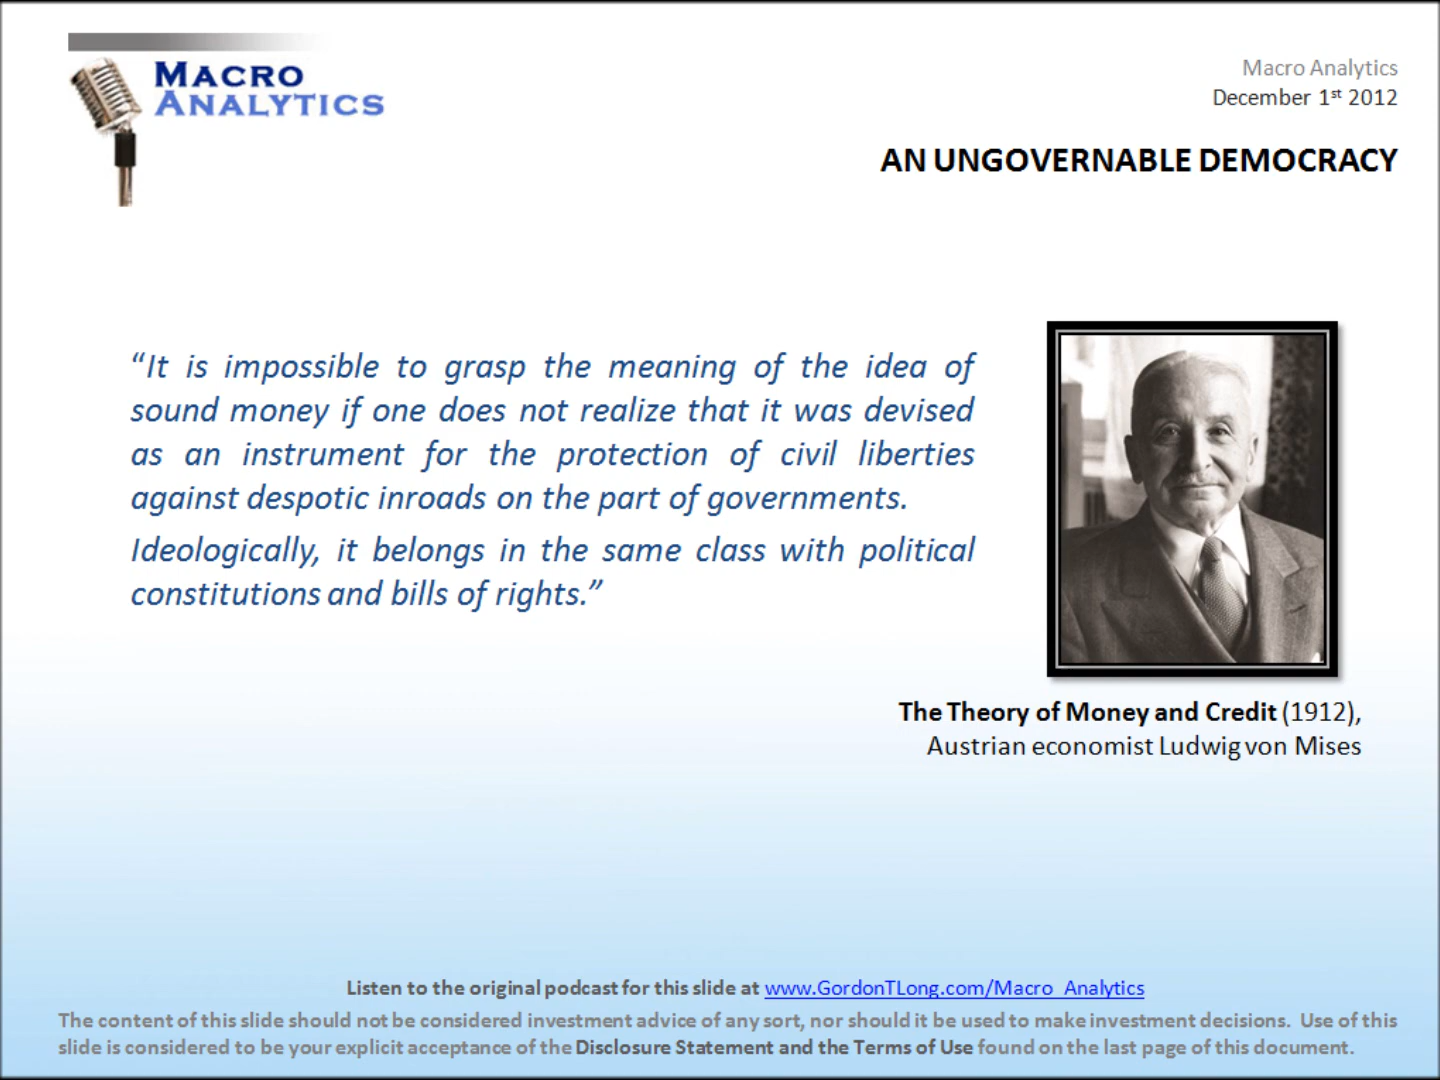 MACRO
ANALYTICS
Macro Analytics
December 1st 2012
AN UNGOVERNABLE DEMOCRACY
“It is impossible to grasp the meaning of the idea of
sound money if one does not realize that it was devised
as an instrument for the protection of civil liberties
against despotic inroads on the part of governments.
Ideologically, it belongs in the same class with political
constitutions and bills of rights.”
The Theory of Money and Credit (1912),
Austrian economist Ludwig von Mises
Listen to the original podcast for this slide at www.GordonTLong.com/Macro_Analytics
The content of this slide should not be considered investment advice of any sort, nor should it be used to make investment decisions. Use of this
slide is considered to be your explicit acceptance of the Disclosure Statement and the Terms of Use found on the last page of this document.